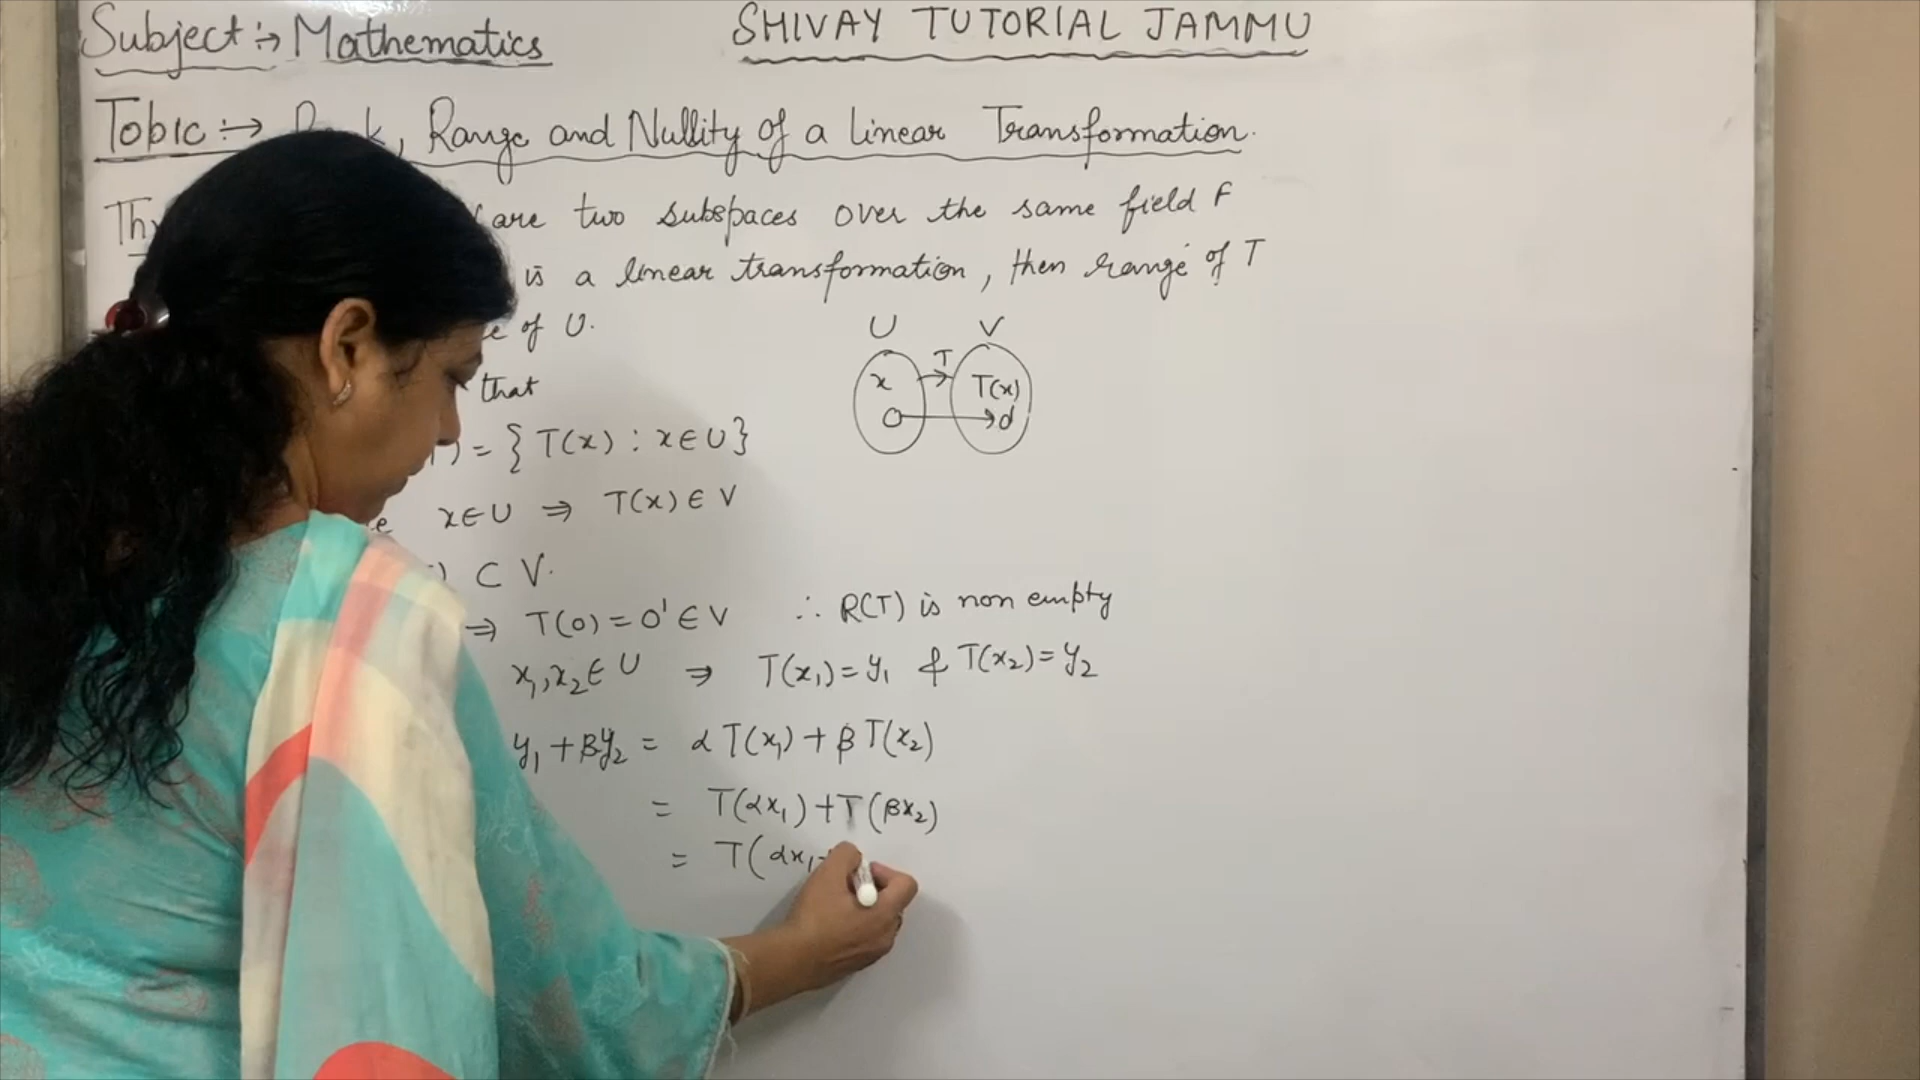 Subject :→ Mathematics
SHIVAY TUTORIAL JAMMU
Tobic :→ Rank, Range and Nullity of a linear Transformation.
are two subspaces over the same field F
is a linear transformation, then range of T
of U.
U V
T
x T(x)
0 0'
that
= { T(x) : x ∈ U }
x ∈ U ⇒ T(x) ∈ V
⊂ V.
⇒ T(0) = 0' ∈ V ∴ R(T) is non empty
x₁, x₂ ∈ U ⇒ T(x₁) = y₁ & T(x₂) = y₂
y₁ + βy₂ = α T(x₁) + β T(x₂)
= T(αx₁) + T(βx₂)
= T(αx₁+